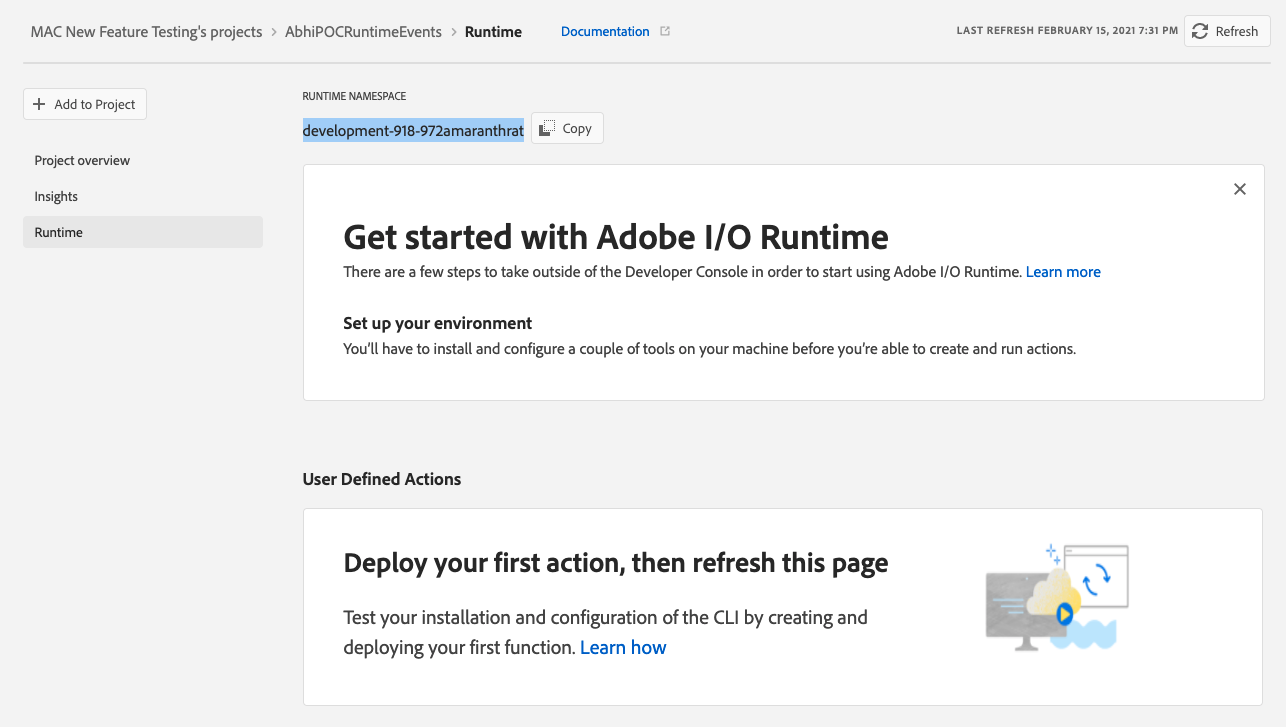 MAC New Feature Testing's projects > AbhiPOCRuntimeEvents > Runtime Documentation
LAST REFRESH FEBRUARY 15, 2021 7:31 PM Refresh
Add to Project
Project overview
Insights
Runtime
RUNTIME NAMESPACE
development-918-972amaranthrat Copy
Get started with Adobe I/O Runtime
There are a few steps to take outside of the Developer Console in order to start using Adobe I/O Runtime. Learn more
Set up your environment
You'll have to install and configure a couple of tools on your machine before you're able to create and run actions.
User Defined Actions
Deploy your first action, then refresh this page
Test your installation and configuration of the CLI by creating and
deploying your first function. Learn how